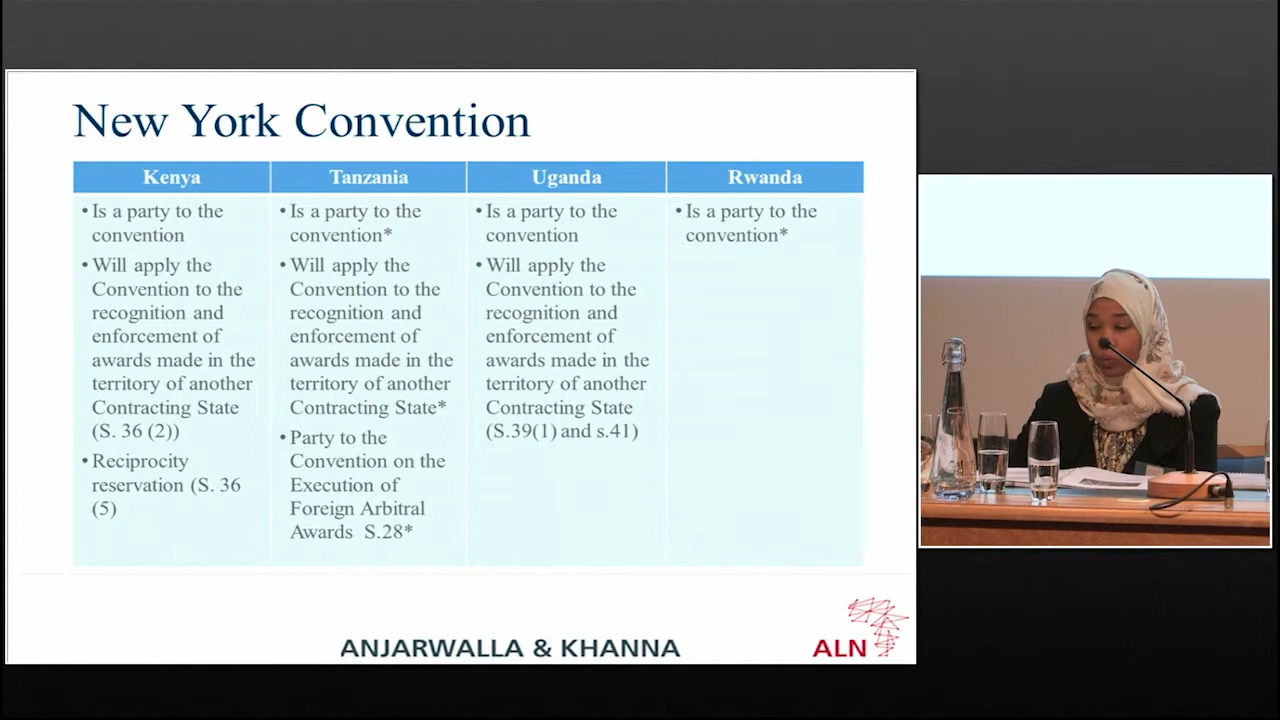 New York Convention
Kenya
Tanzania
Uganda
Rwanda
• Is a party to the
convention
• Will apply the
Convention to the
recognition and
enforcement of
awards made in the
territory of another
Contracting State
(S. 36 (2))
• Reciprocity
reservation (S. 36
(5)
• Is a party to the
convention*
• Will apply the
Convention to the
recognition and
enforcement of
awards made in the
territory of another
Contracting State*
• Party to the
Convention on the
Execution of
Foreign Arbitral
Awards S.28*
• Is a party to the
convention
• Will apply the
Convention to the
recognition and
enforcement of
awards made in the
territory of another
Contracting State
(S.39(1) and s.41)
• Is a party to the
convention*
ANJARWALLA & KHANNA
ALN